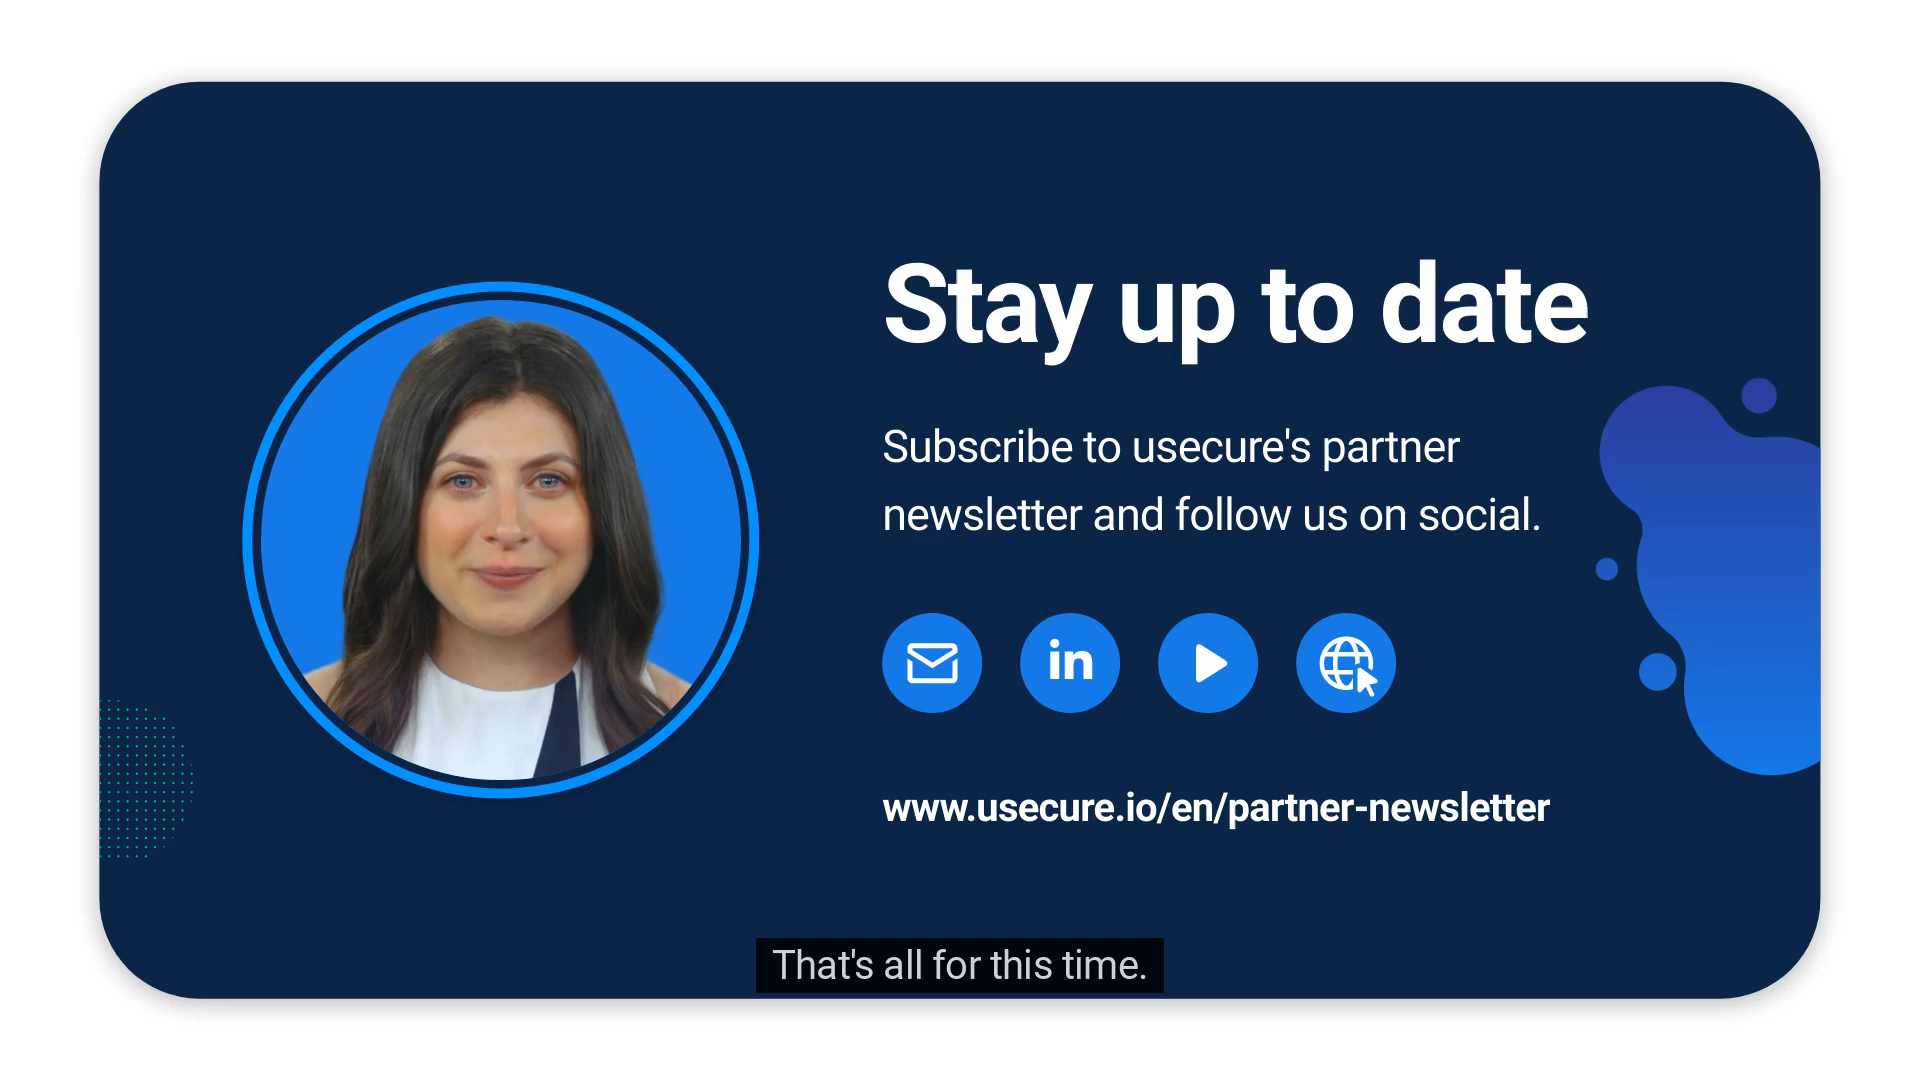 Stay up to date
Subscribe to usecure's partner
newsletter and follow us on social.
in
www.usecure.io/en/partner-newsletter
That's all for this time.